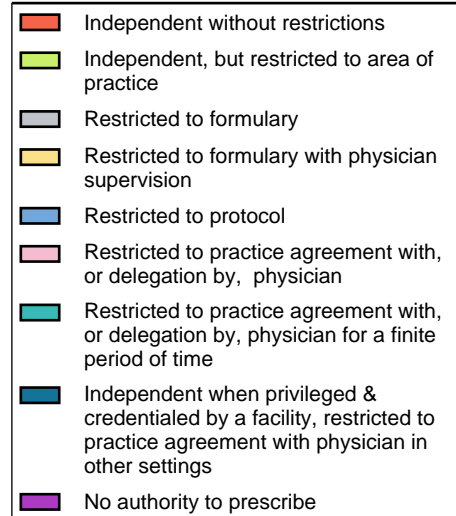 Independent without restrictions
Independent, but restricted to area of
practice
Restricted to formulary
Restricted to formulary with physician
supervision
Restricted to protocol
Restricted to practice agreement with,
or delegation by,  physician
Restricted to practice agreement with,
or delegation by, physician for a finite
period of time
Independent when privileged &
credentialed by a facility, restricted to
practice agreement with physician in
other settings
No authority to prescribe